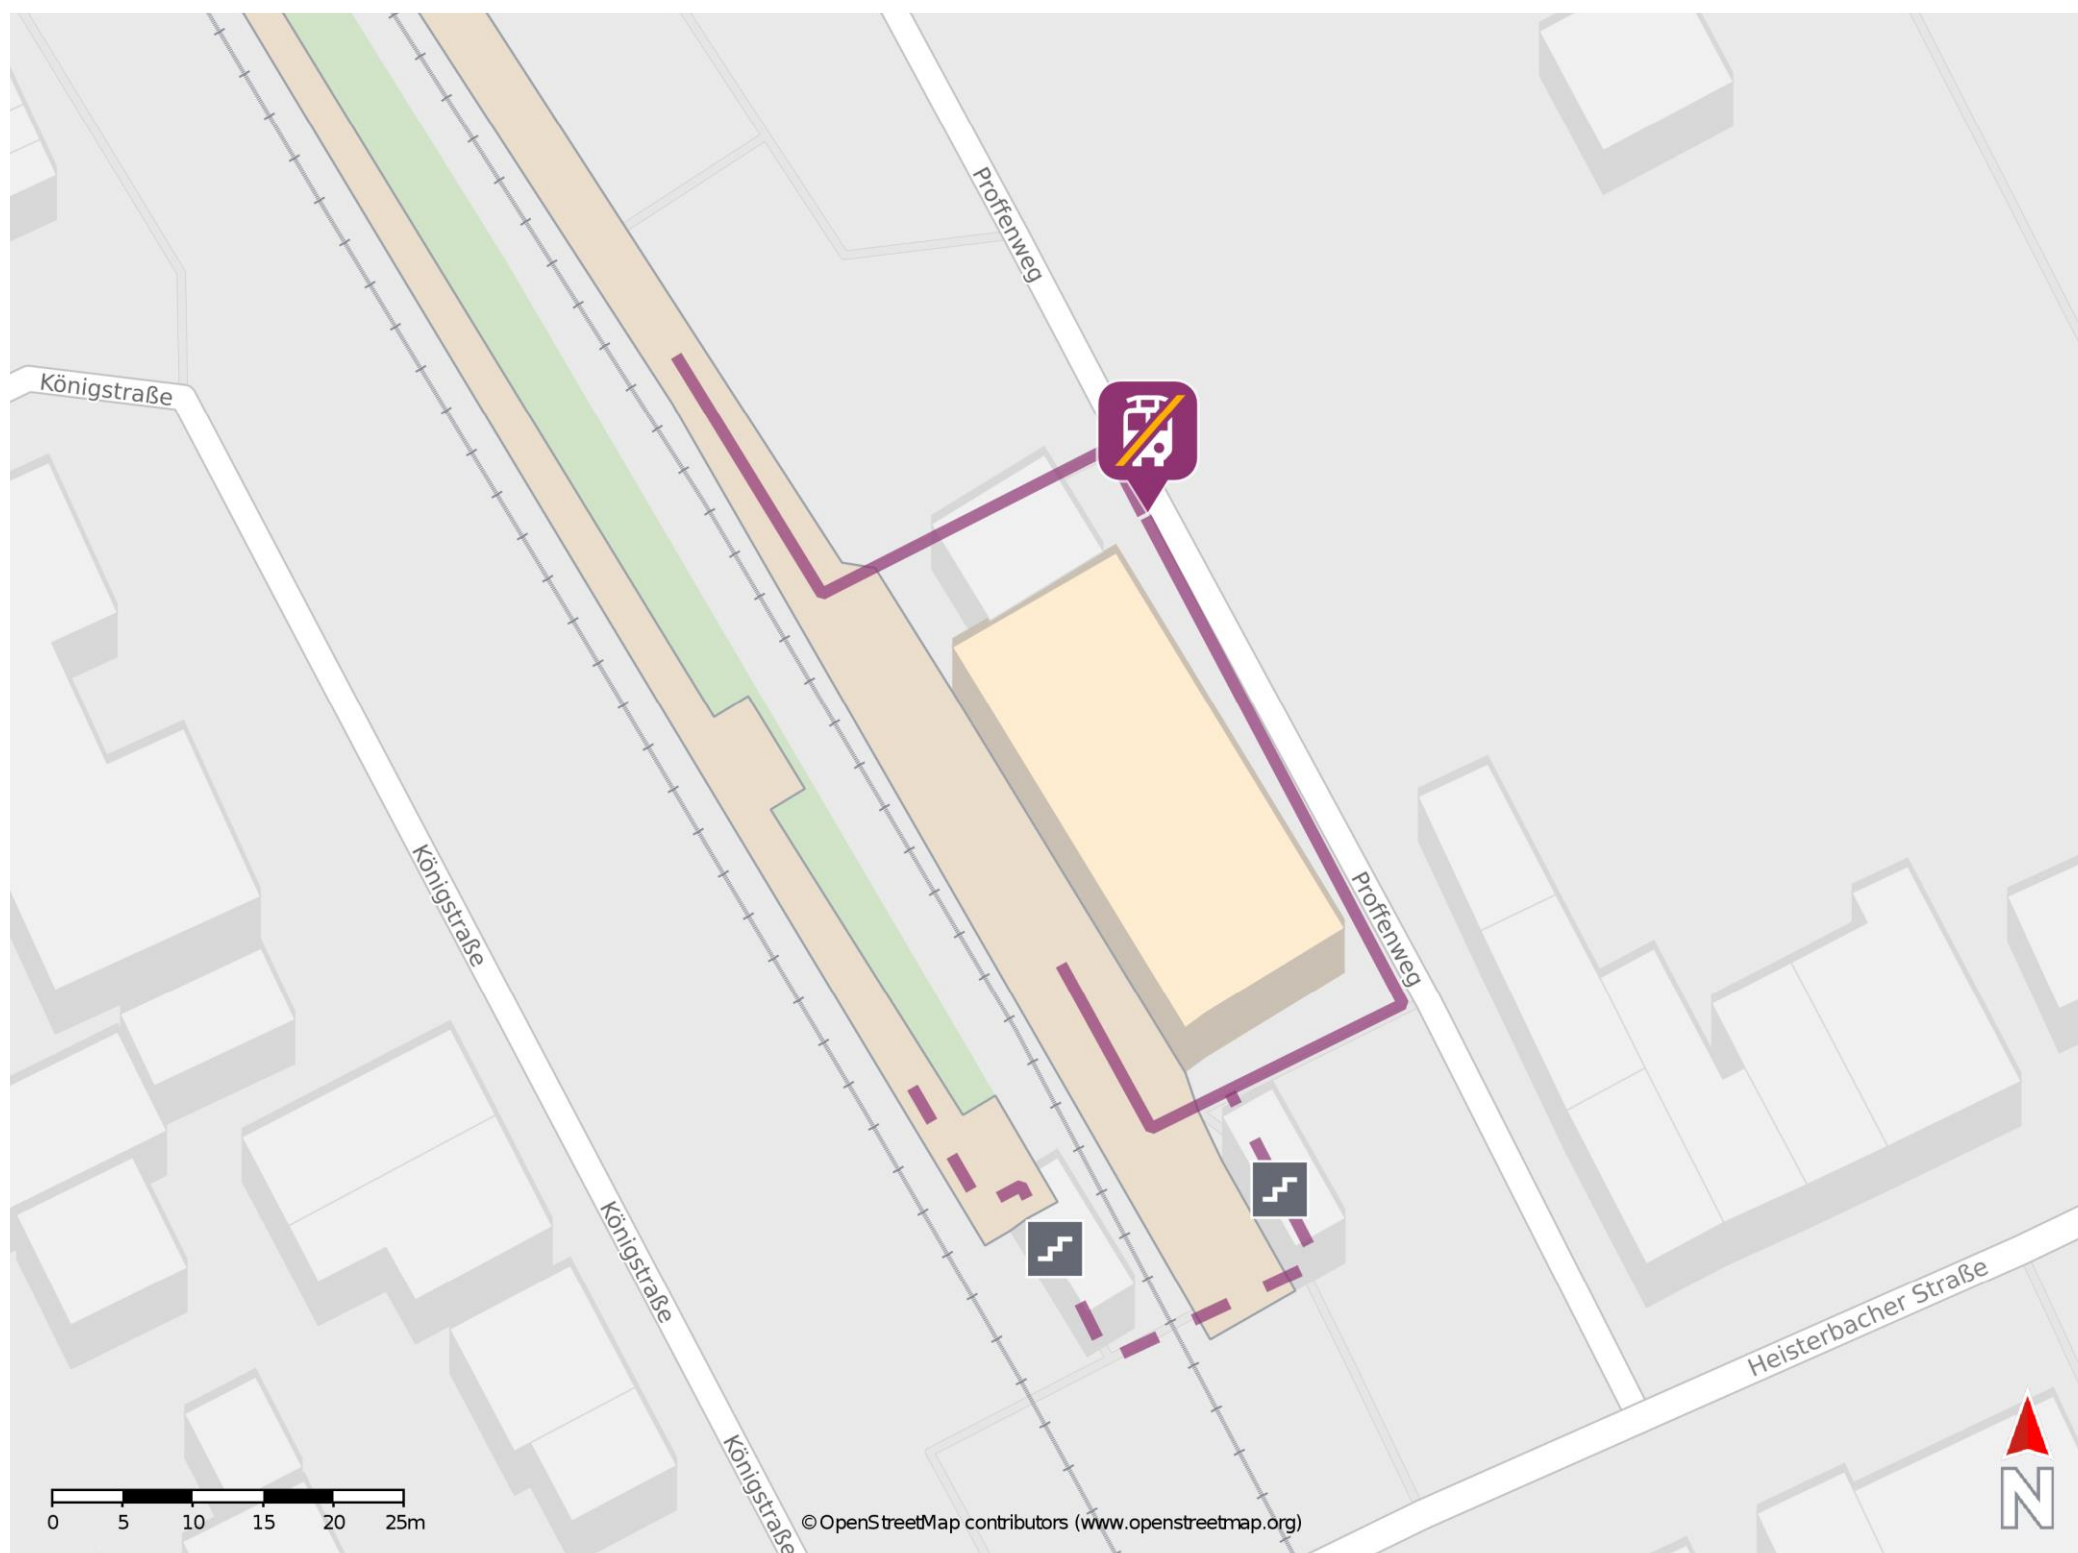 Proffenweg
Königstraße
Königstraße
Proffenweg
Königstraße
Heisterbacher Straße
Königstraße
0 5 10 15 20 25m
© OpenStreetMap contributors (www.openstreetmap.org)
N